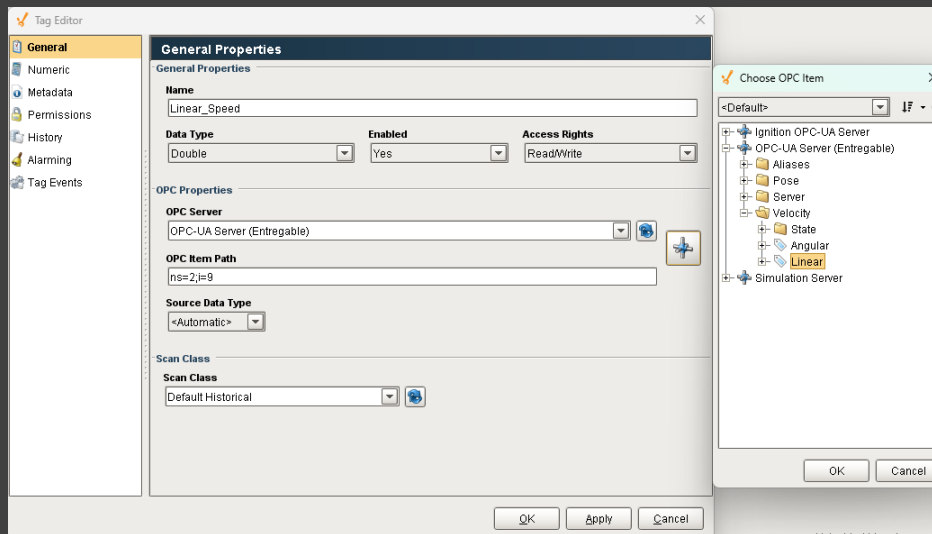 Tag Editor
General
Numeric
Metadata
Permissions
History
Alarming
Tag Events
General Properties
General Properties
Name
Linear_Speed
Data Type Enabled Access Rights
Double Yes Read/Write
OPC Properties
OPC Server
OPC-UA Server (Entregable)
OPC Item Path
ns=2;i=9
Source Data Type
<Automatic>
Scan Class
Scan Class
Default Historical
OK Apply Cancel
Choose OPC Item
<Default>
Ignition OPC-UA Server
OPC-UA Server (Entregable)
Aliases
Pose
Server
Velocity
State
Angular
Linear
Simulation Server
OK Cancel